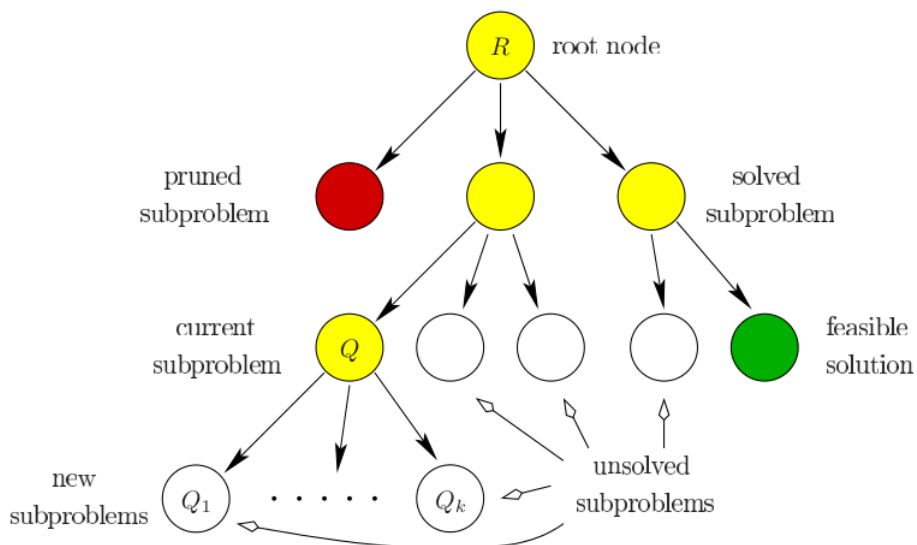 R
root node
pruned
subproblem
solved
subproblem
current
subproblem
Q
feasible
solution
new
subproblems
Q1
. . . . .
Qk
unsolved
subproblems